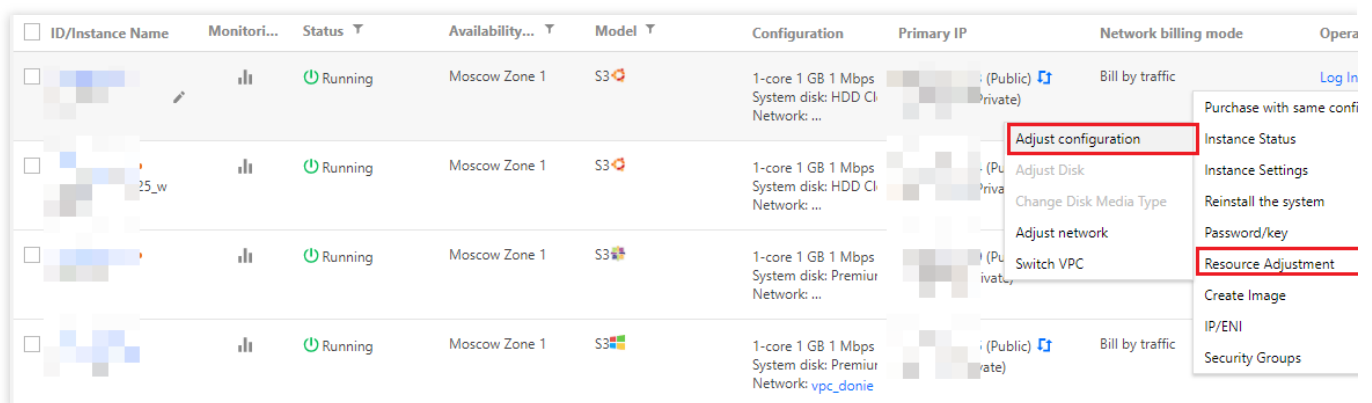 ID/Instance Name Monitori... Status Availability... Model Configuration Primary IP Network billing mode Opera
Running Moscow Zone 1 S3 1-core 1 GB 1 Mbps (Public) Bill by traffic Log In
System disk: HDD Cl Private)
Network: ...
Purchase with same confi
Adjust configuration
Adjust Disk
Change Disk Media Type
Adjust network
Switch VPC
Instance Status
Instance Settings
Reinstall the system
Password/key
Resource Adjustment
Create Image
IP/ENI
Security Groups
Running Moscow Zone 1 S3 1-core 1 GB 1 Mbps (Pu
25_w System disk: HDD Cl Priva
Network: ...
Running Moscow Zone 1 S3 1-core 1 GB 1 Mbps (Pu
System disk: Premiur ivate)
Network: ...
Running Moscow Zone 1 S3 1-core 1 GB 1 Mbps (Public) Bill by traffic
System disk: Premiur vate)
Network: vpc_donie